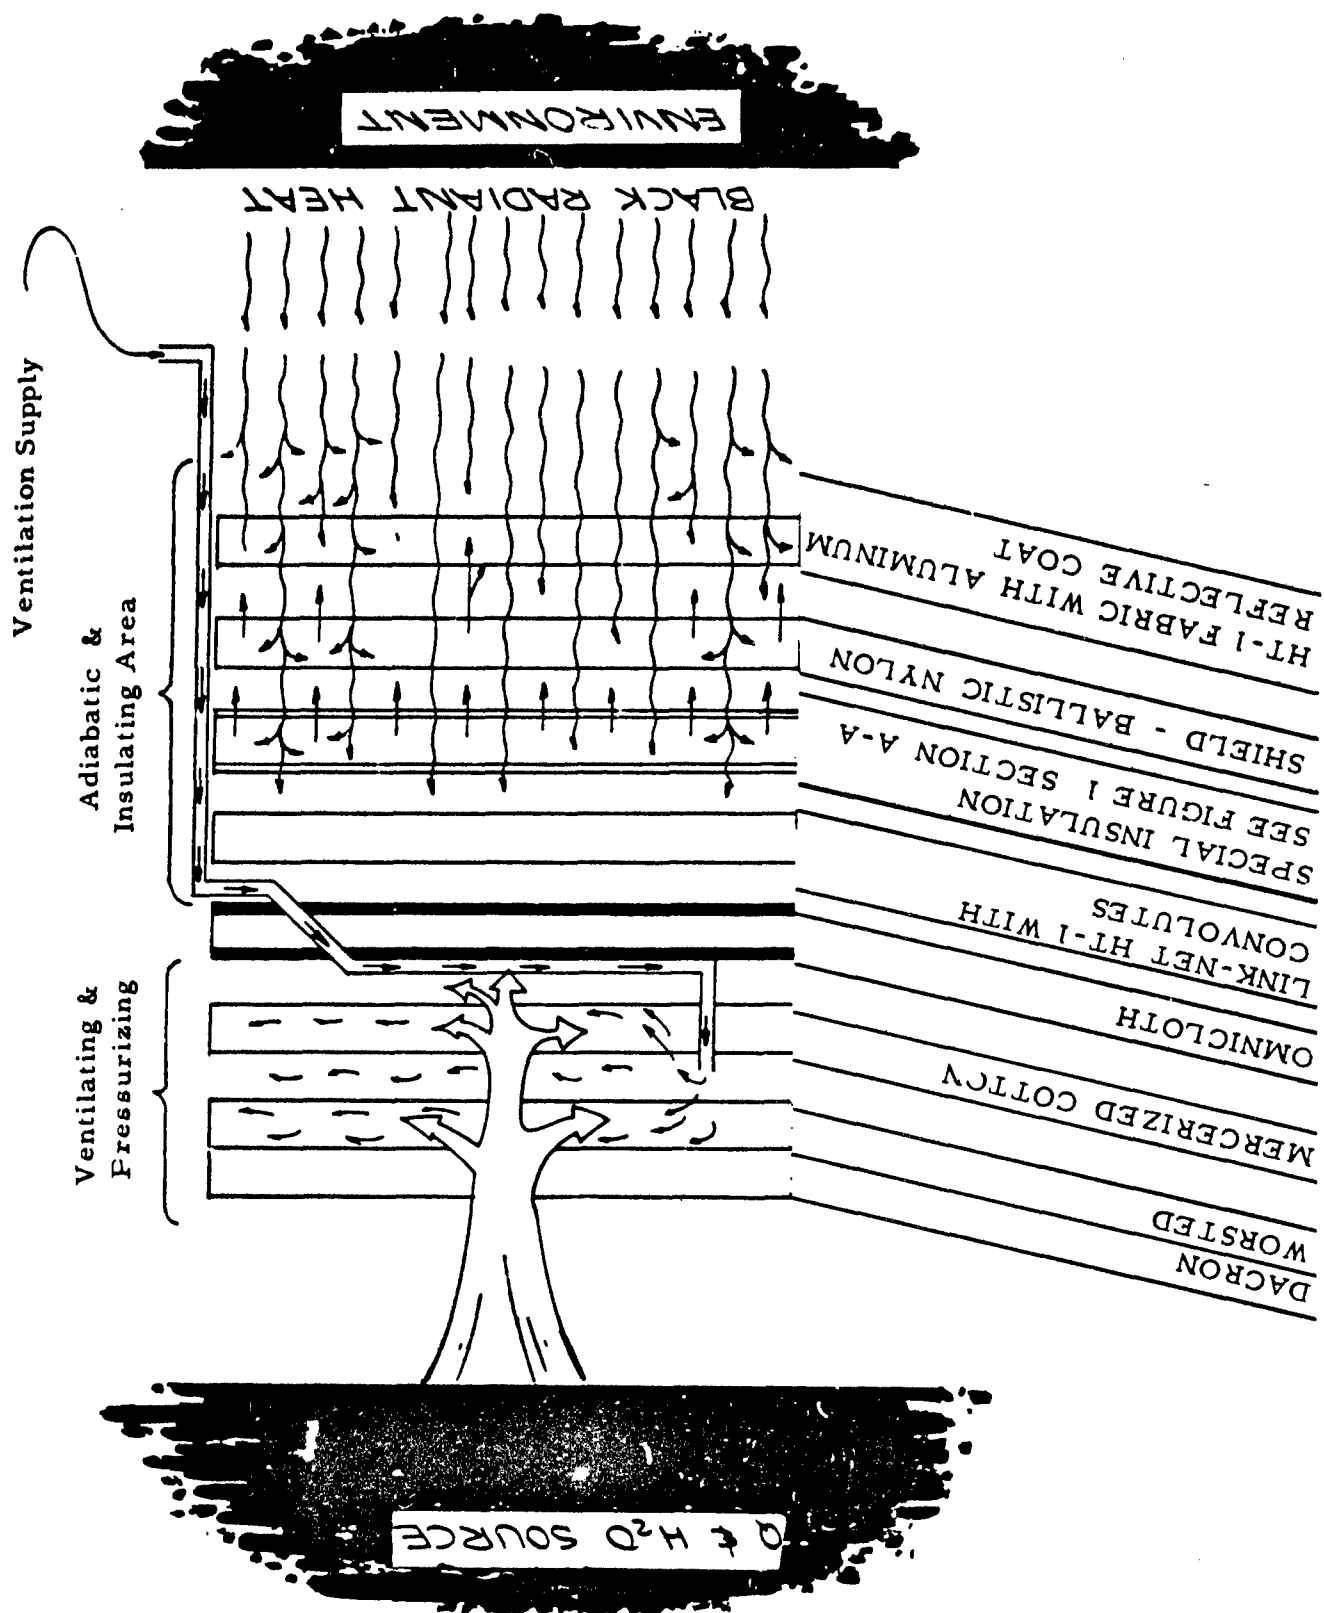 ENVIRONMENT
BLACK RADIANT HEAT
Ventilation Supply
Adiabatic &
Insulating Area
Ventilating &
Pressurizing
HT-1 FABRIC WITH ALUMINUM
REFLECTIVE COAT
SHIELD - BALLISTIC NYLON
SPECIAL INSULATION
SEE FIGURE 1 SECTION A-A
LINK-NET HT-1 WITH
CONVOLUTES
OMNICLOTH
MERCERIZED COTTON
WORSTED
DACRON
Q & H₂O SOURCE